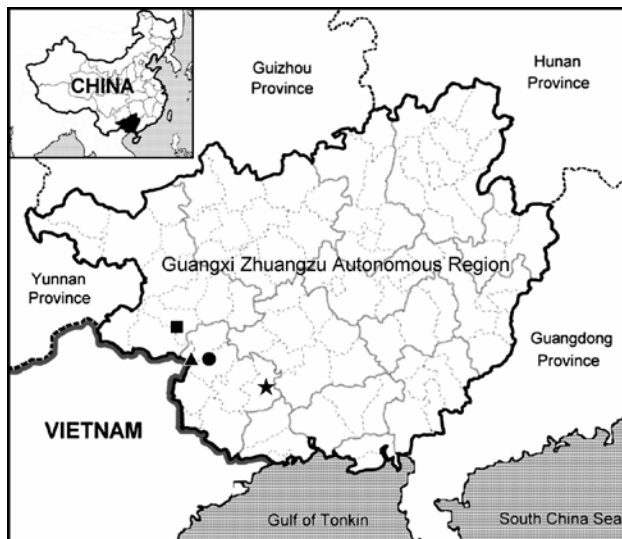 CHINA
Guizhou
Province
Hunan
Province
Guangxi Zhuangzu Autonomous Region
Yunnan
Province
Guangdong
Province
VIETNAM
Gulf of Tonkin
South China Sea